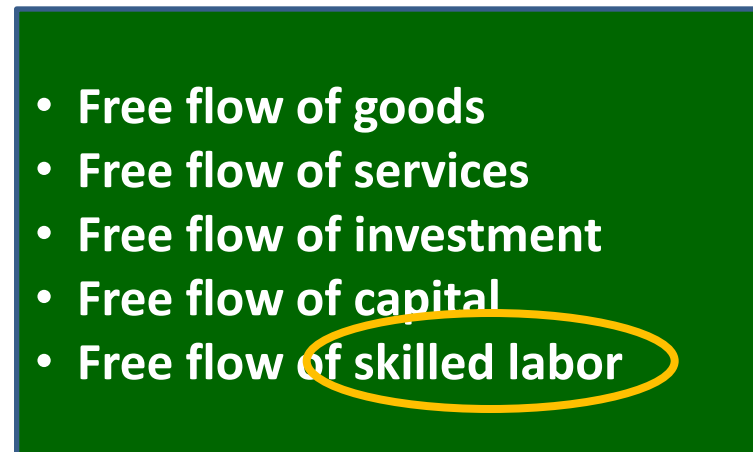 • Free flow of goods
• Free flow of services
• Free flow of investment
• Free flow of capital
• Free flow of skilled labor